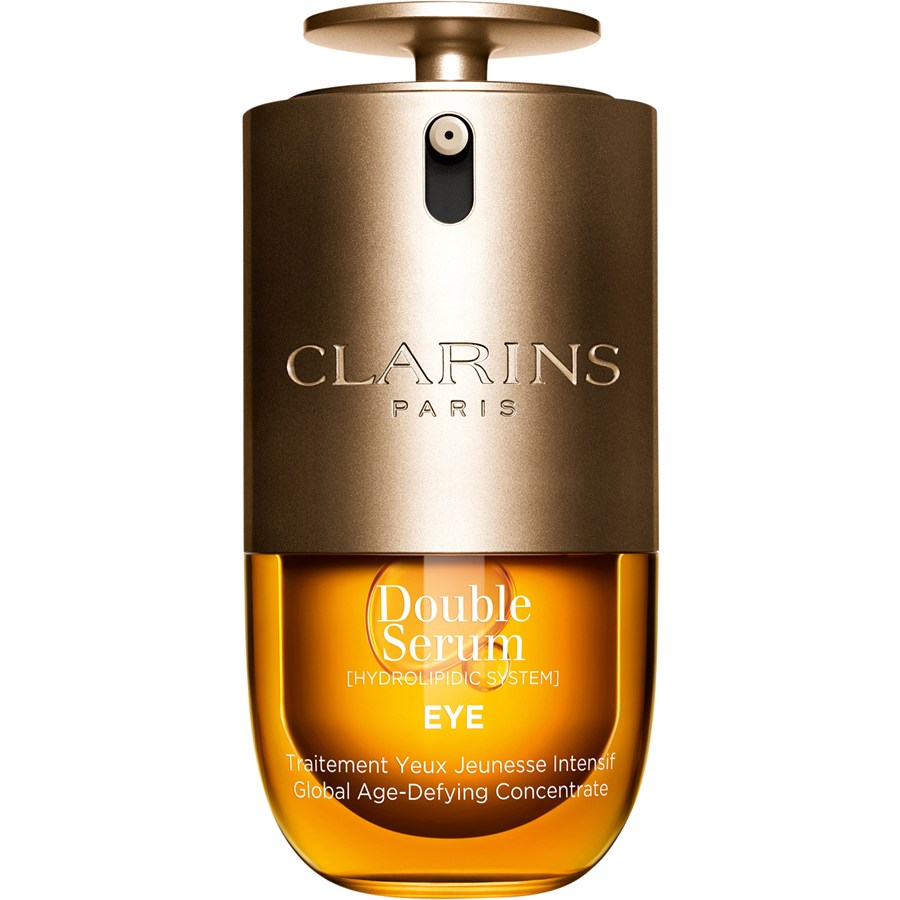 CLARINS
PARIS
Double
Serum
[HYDROLIPIDIC SYSTEM]
EYE
Traitement Yeux Jeunesse Intensif
Global Age-Defying Concentrate